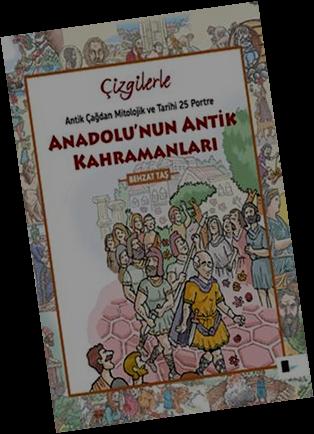 Çizgilerle
Antik Çağdan Mitolojik ve Tarihi 25 Portre
ANADOLU'NUN ANTİK
KAHRAMANLARI
BEHZAT TAŞ